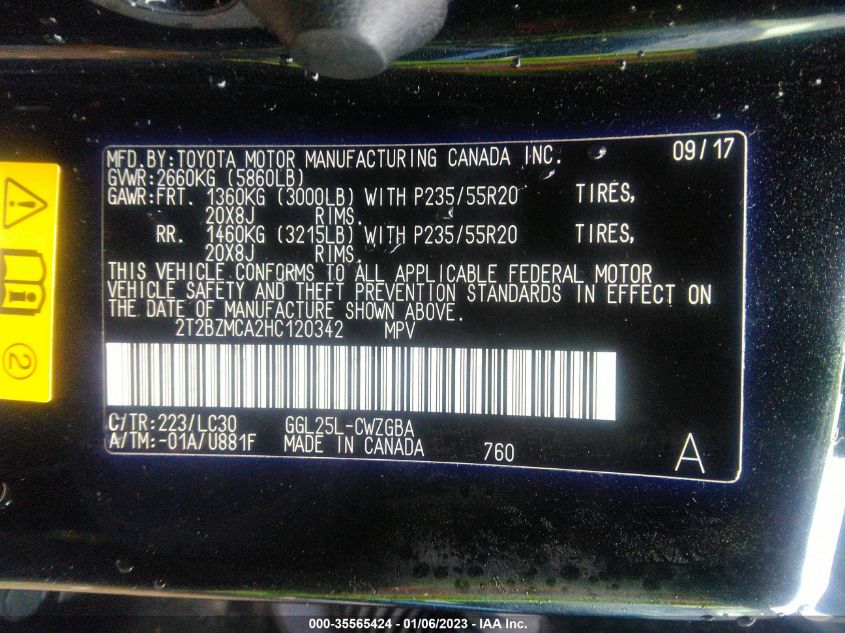 MFD.BY:TOYOTA MOTOR MANUFACTURING CANADA INC. 09/17
GVWR:2660KG (5860LB)
GAWR:FRT. 1360KG (3000LB) WITH P235/55R20 TIRES,
20X8J RIMS.
RR. 1460KG (3215LB) WITH P235/55R20 TIRES,
20X8J RIMS.
THIS VEHICLE CONFORMS TO ALL APPLICABLE FEDERAL MOTOR
VEHICLE SAFETY AND THEFT PREVENTION STANDARDS IN EFFECT ON
THE DATE OF MANUFACTURE SHOWN ABOVE.
2T2BZMCA2HC120342 MPV
C/TR:223/LC30 GGL25L-CWZGBA
A/TM:-01A/U881F MADE IN CANADA 760 A
2
000-35565424 - 01/06/2023 - IAA Inc.